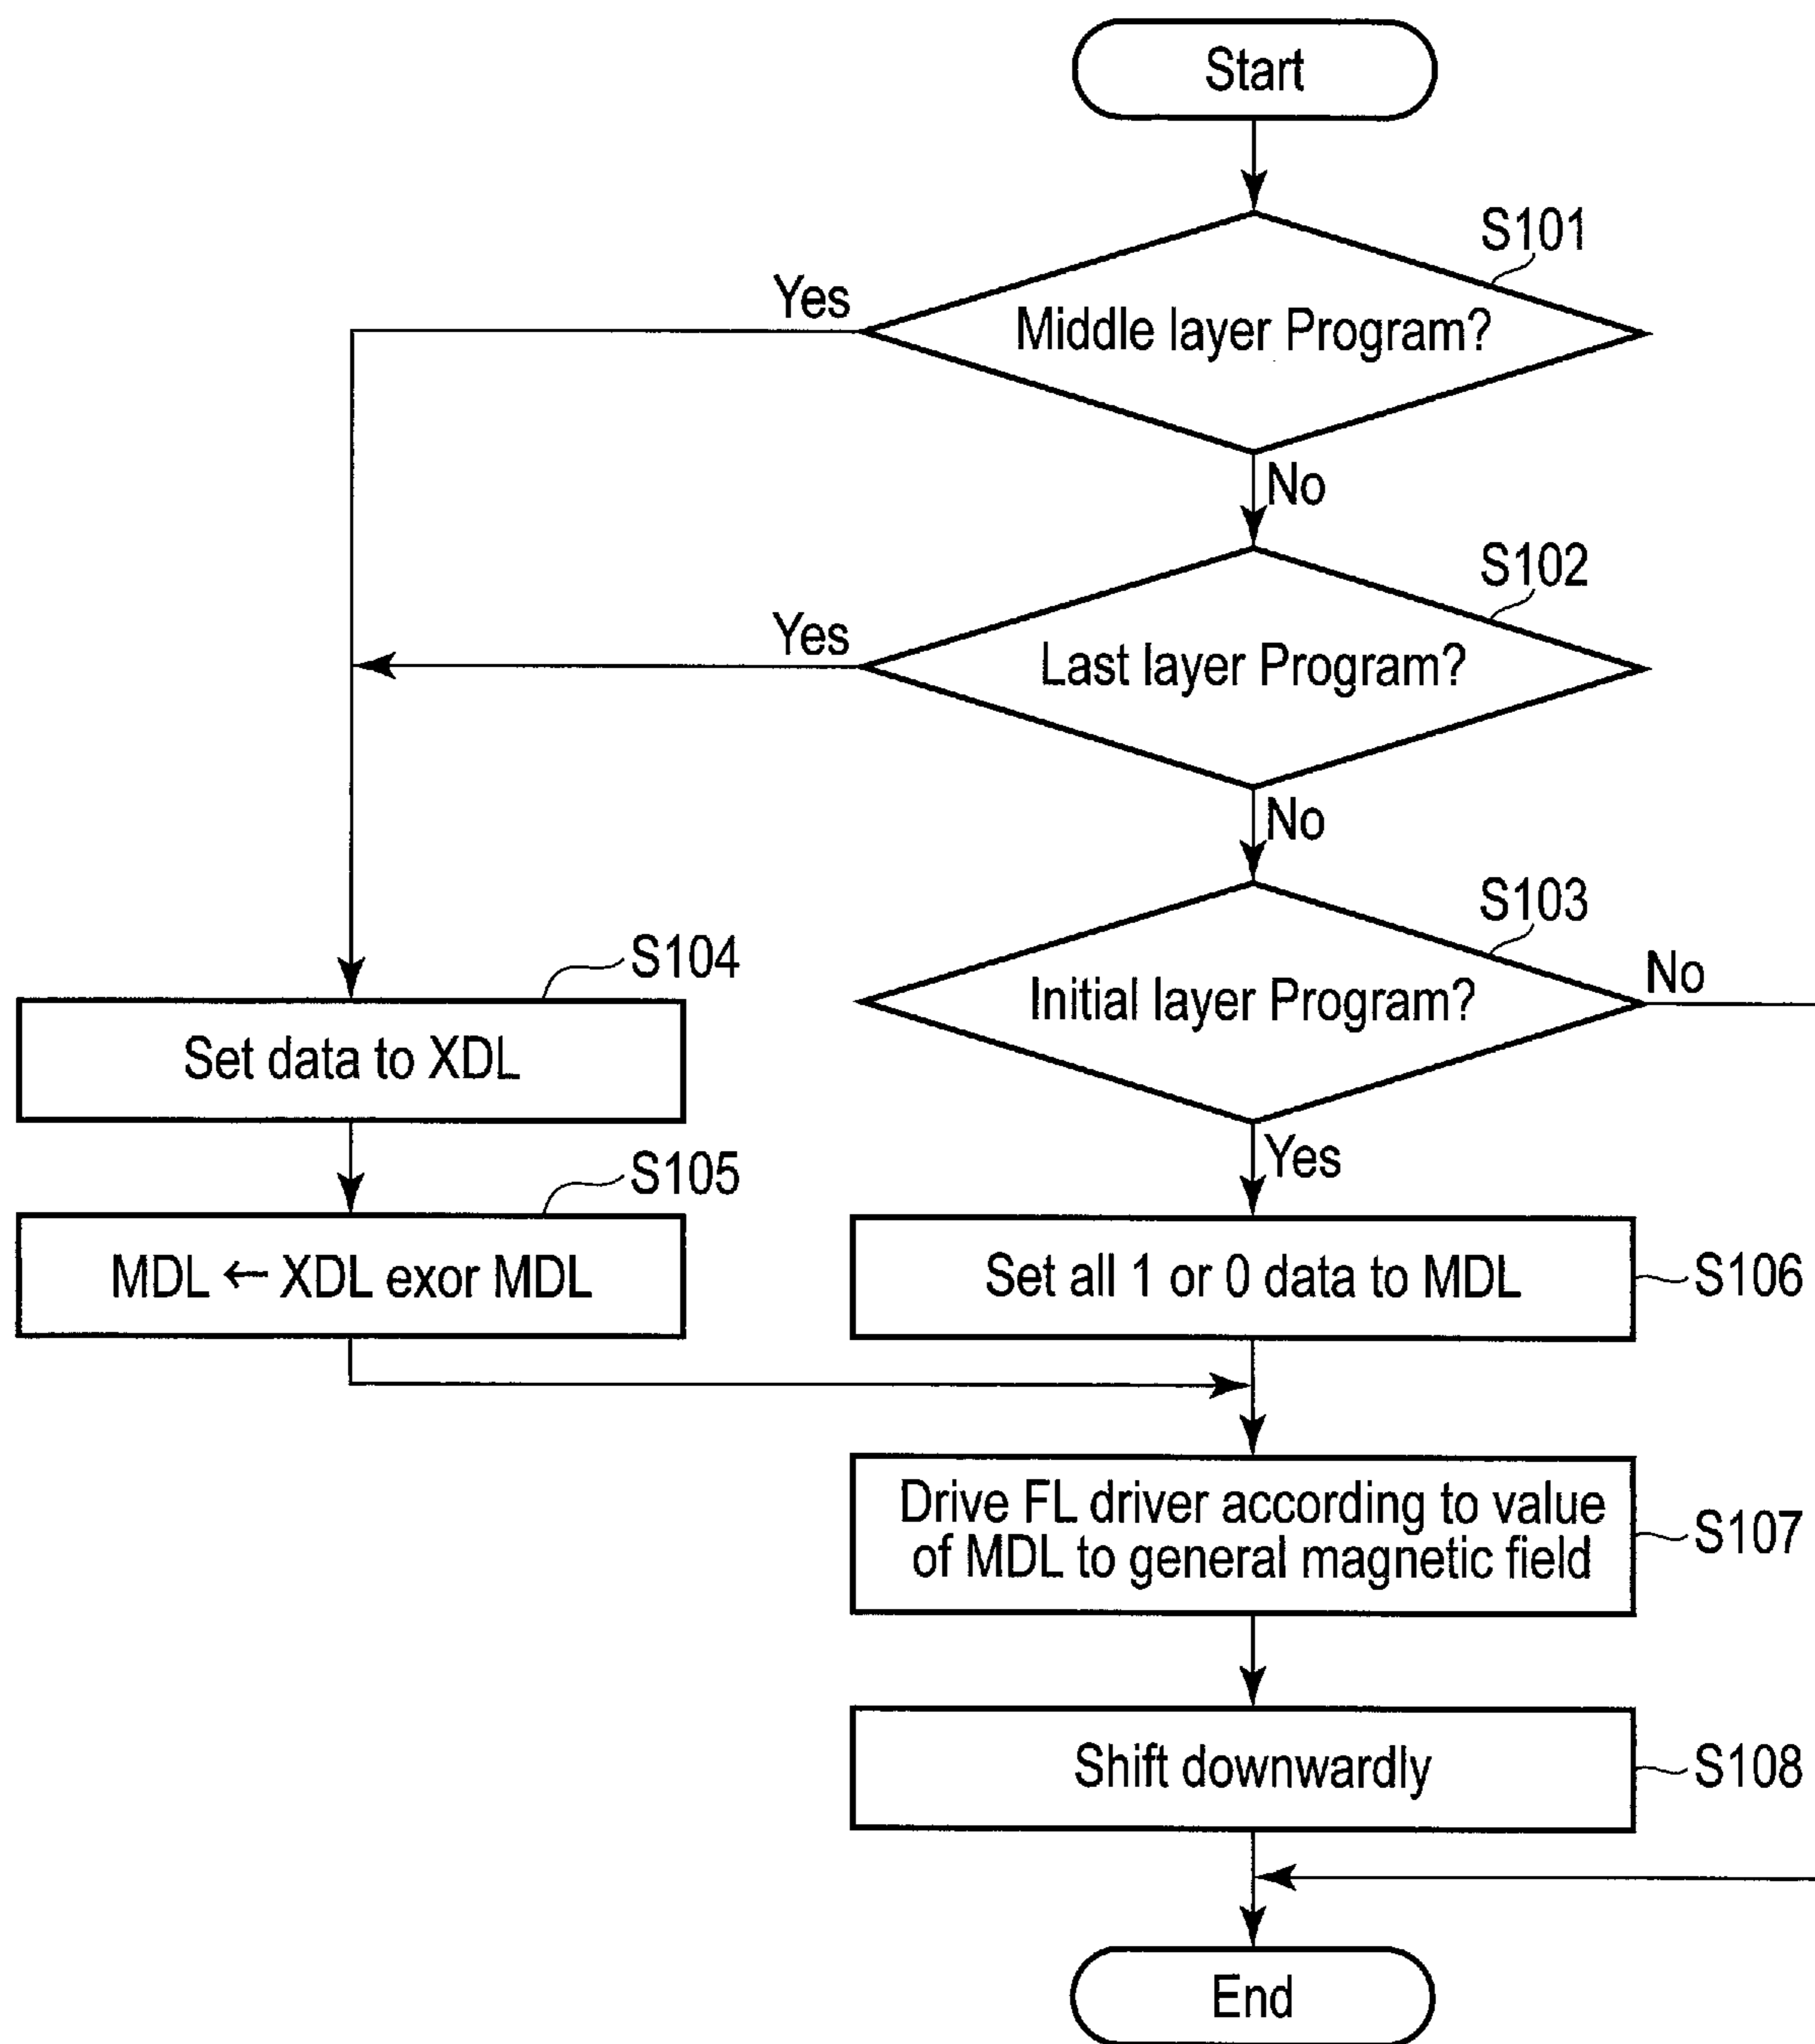 Start
S101
Yes
Middle layer Program?
No
S102
Yes
Last layer Program?
No
S103
S104
No
Initial layer Program?
Set data to XDL
Yes
S105
MDL ← XDL exor MDL
Set all 1 or 0 data to MDL
S106
Drive FL driver according to value
of MDL to general magnetic field
S107
Shift downwardly
S108
End